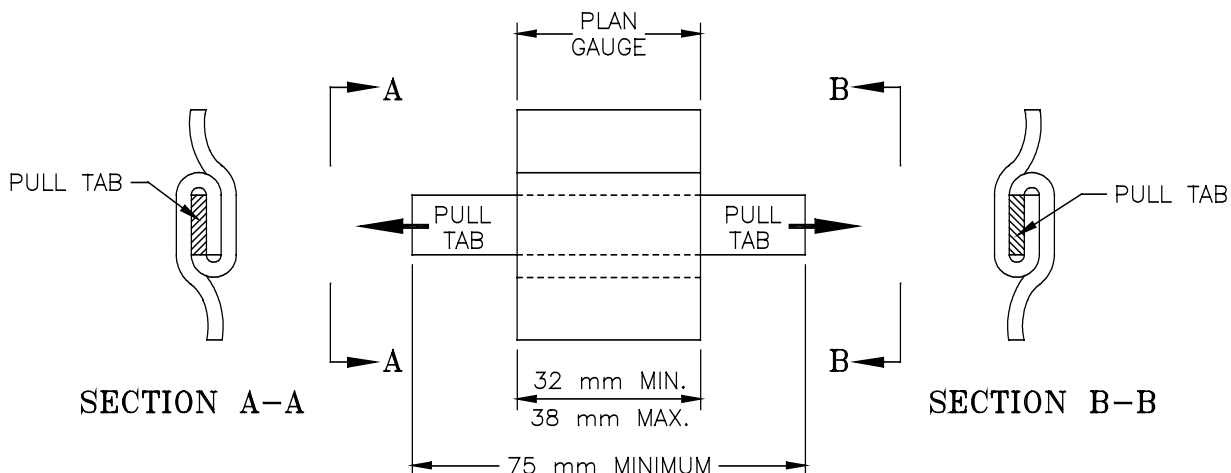 PLAN
GAUGE
A
B
PULL TAB
PULL TAB
PULL
TAB
PULL
TAB
A
B
32 mm MIN.
38 mm MAX.
SECTION A-A
SECTION B-B
75 mm MINIMUM